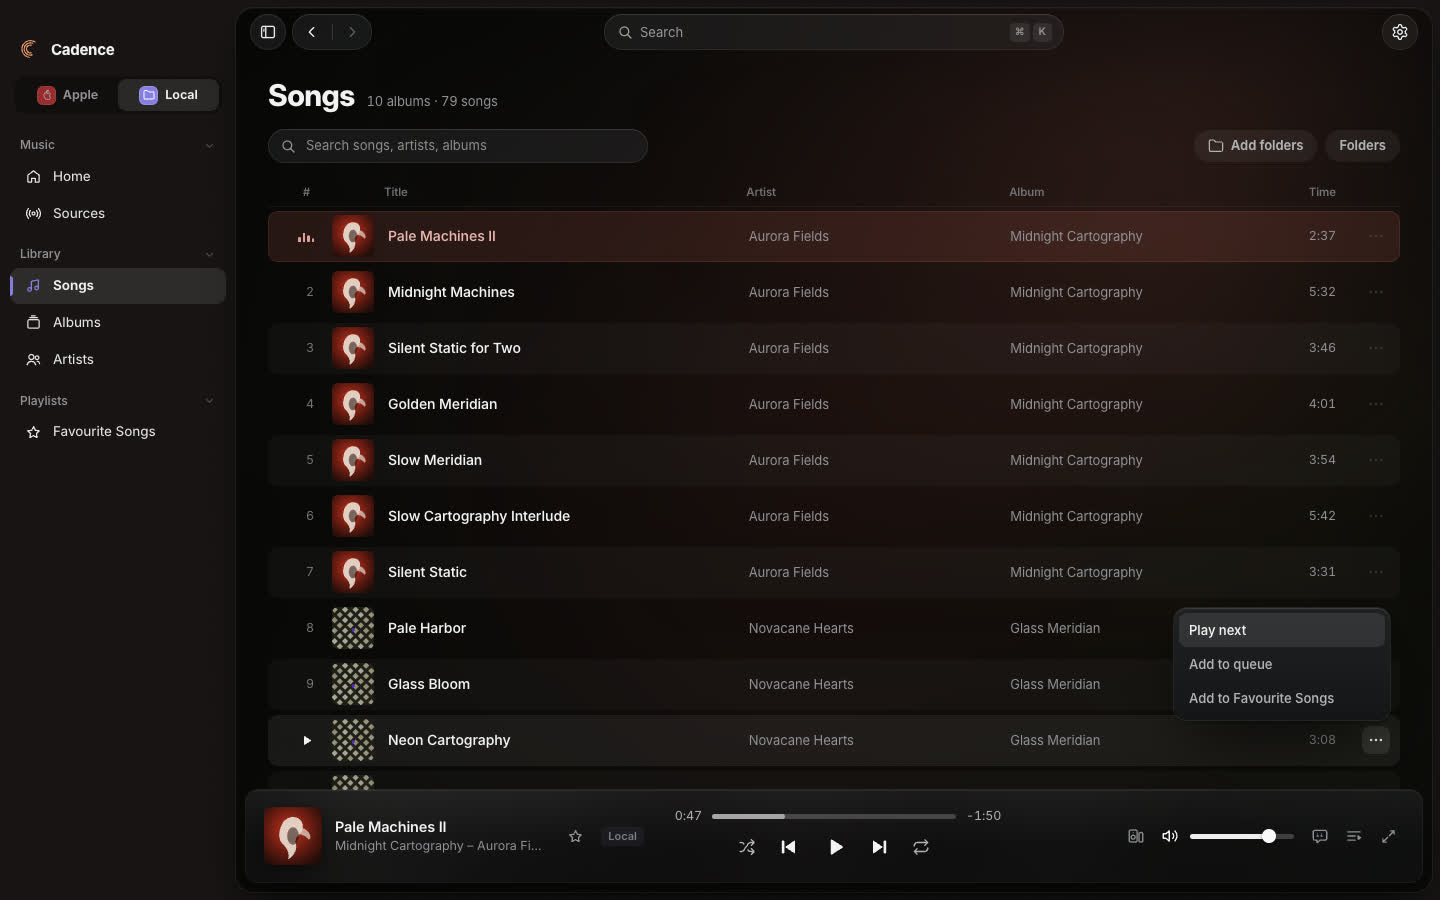 Cadence
Apple
Local
Music
Home
Sources
Library
Songs
Albums
Artists
Playlists
Favourite Songs
Search
⌘ K
Songs
10 albums · 79 songs
Search songs, artists, albums
Add folders
Folders
# Title Artist Album Time
Pale Machines II Aurora Fields Midnight Cartography 2:37
2 Midnight Machines Aurora Fields Midnight Cartography 5:32
3 Silent Static for Two Aurora Fields Midnight Cartography 3:46
4 Golden Meridian Aurora Fields Midnight Cartography 4:01
5 Slow Meridian Aurora Fields Midnight Cartography 3:54
6 Slow Cartography Interlude Aurora Fields Midnight Cartography 5:42
7 Silent Static Aurora Fields Midnight Cartography 3:31
8 Pale Harbor Novacane Hearts Glass Meridian
9 Glass Bloom Novacane Hearts Glass Meridian
Neon Cartography Novacane Hearts Glass Meridian 3:08
Play next
Add to queue
Add to Favourite Songs
Pale Machines II
Midnight Cartography – Aurora Fi...
Local
0:47
-1:50